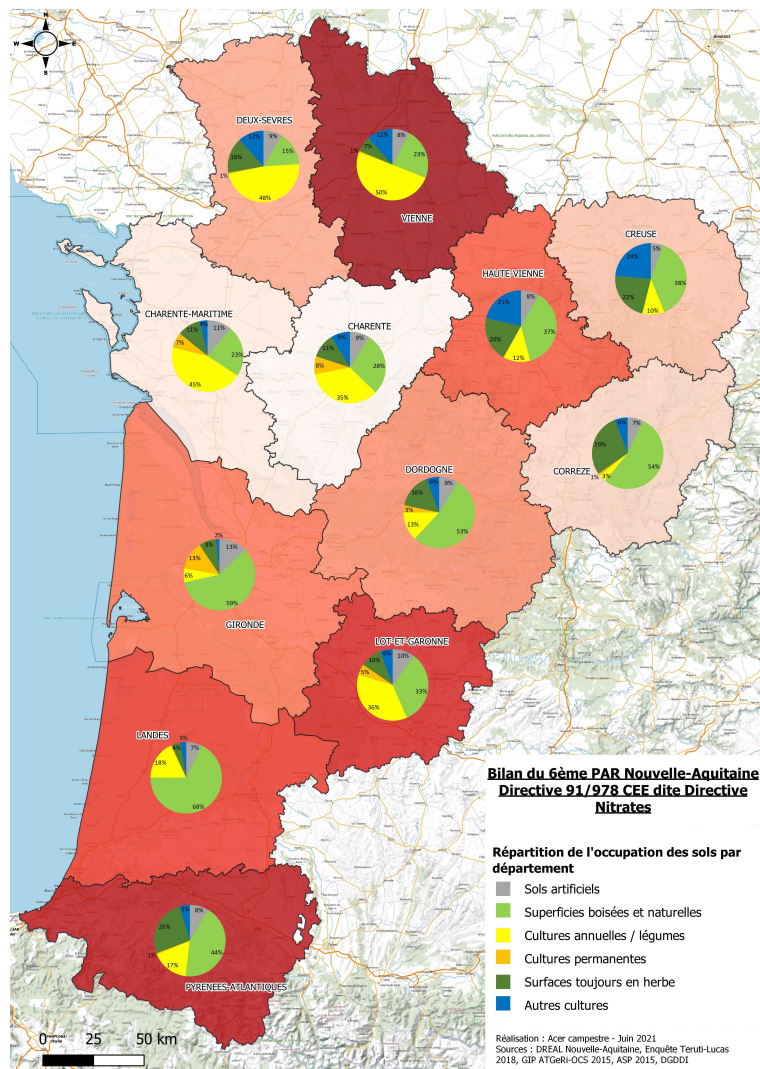 N
W E
S
DEUX-SEVRES
12% 9%
16% 15%
1%
48%
12% 8%
1% 7% 23%
50%
VIENNE
CREUSE
5%
24%
38%
22%
10%
HAUTE-VIENNE
8%
21%
37%
20%
12%
CHARENTE-MARITIME
11%
11%
7% 23%
45%
CHARENTE
9% 9%
11%
28%
8%
35%
7%
6%
29%
54%
CORREZE
1% 3%
DORDOGNE
6% 9%
16%
3%
13% 53%
2%
8% 13%
13%
6%
59%
GIRONDE
LOT-ET-GARONNE
6% 10%
10%
5% 33%
36%
LANDES
3%
4% 7%
18%
68%
5% 8%
26%
1% 44%
17%
PYRENEES-ATLANTIQUES
Bilan du 6ème PAR Nouvelle-Aquitaine
Directive 91/978 CEE dite Directive
Nitrates
Répartition de l'occupation des sols par
département
Sols artificiels
Superficies boisées et naturelles
Cultures annuelles / légumes
Cultures permanentes
Surfaces toujours en herbe
Autres cultures
0 25 50 km
Réalisation : Acer campestre - Juin 2021
Sources : DREAL Nouvelle-Aquitaine, Enquête Teruti-Lucas
2018, GIP ATGeRi-OCS 2015, ASP 2015, DGDDI